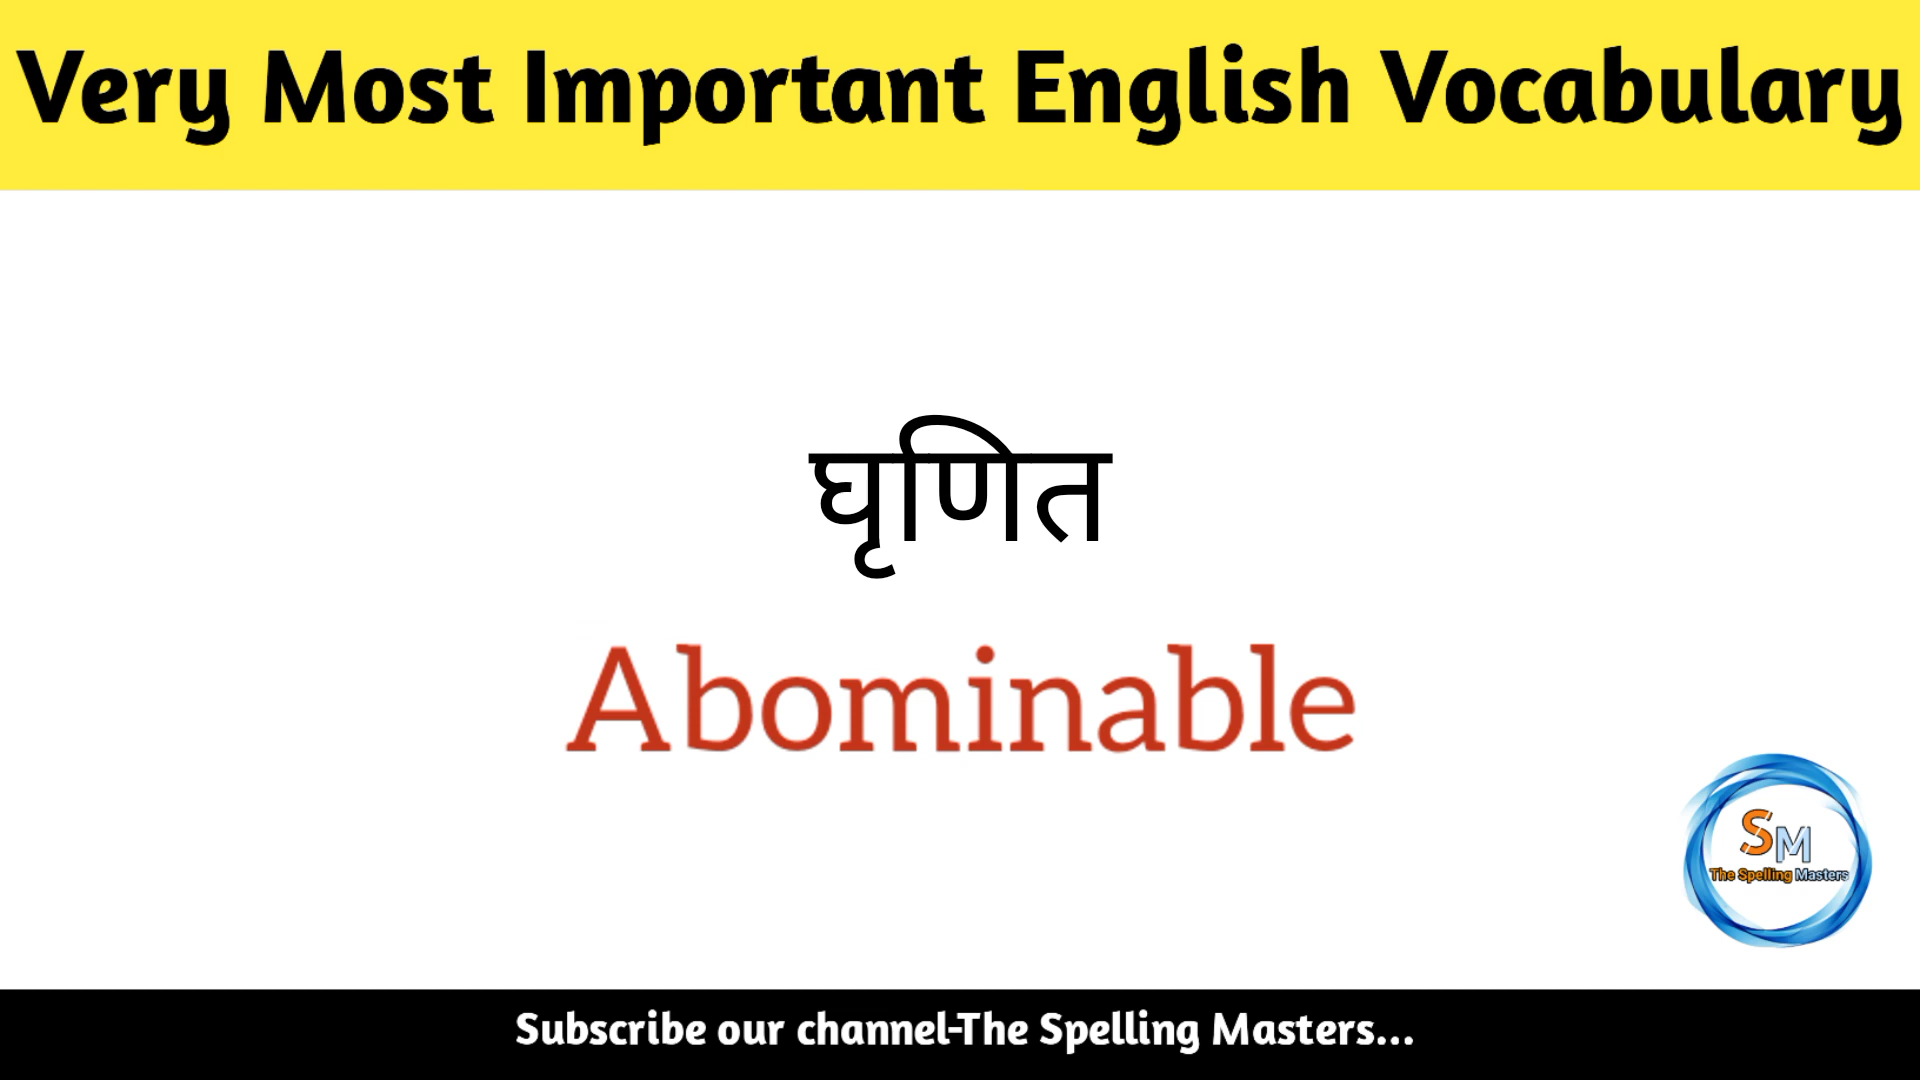 Very Most Important English Vocabulary
घृणित
Abominable
SM
The Spelling Masters
Subscribe our channel-The Spelling Masters...